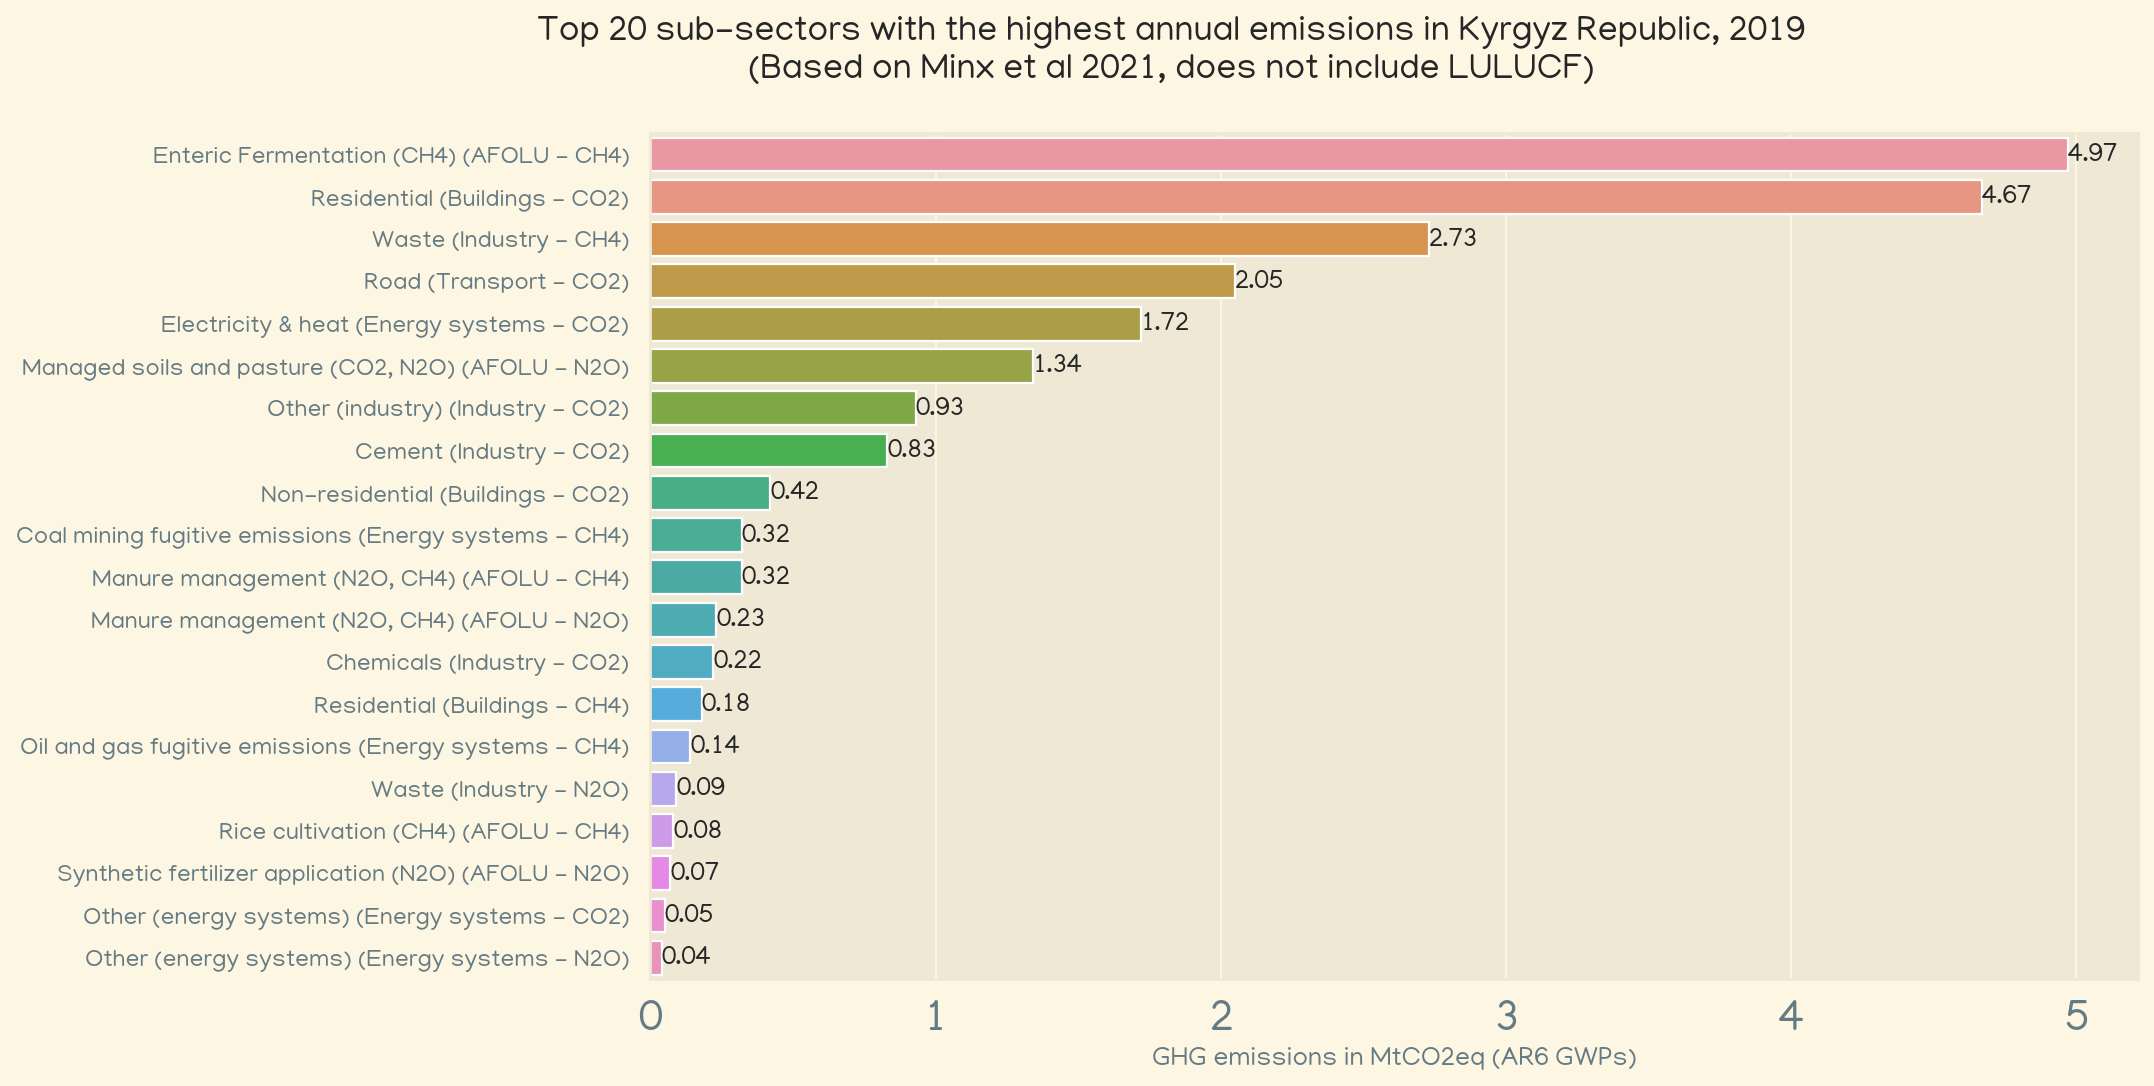 Top 20 sub-sectors with the highest annual emissions in Kyrgyz Republic, 2019
(Based on Minx et al 2021, does not include LULUCF)
Enteric Fermentation (CH4) (AFOLU - CH4) 4.97
Residential (Buildings - CO2) 4.67
Waste (Industry - CH4) 2.73
Road (Transport - CO2) 2.05
Electricity & heat (Energy systems - CO2) 1.72
Managed soils and pasture (CO2, N2O) (AFOLU - N2O) 1.34
Other (industry) (Industry - CO2) 0.93
Cement (Industry - CO2) 0.83
Non-residential (Buildings - CO2) 0.42
Coal mining fugitive emissions (Energy systems - CH4) 0.32
Manure management (N2O, CH4) (AFOLU - CH4) 0.32
Manure management (N2O, CH4) (AFOLU - N2O) 0.23
Chemicals (Industry - CO2) 0.22
Residential (Buildings - CH4) 0.18
Oil and gas fugitive emissions (Energy systems - CH4) 0.14
Waste (Industry - N2O) 0.09
Rice cultivation (CH4) (AFOLU - CH4) 0.08
Synthetic fertilizer application (N2O) (AFOLU - N2O) 0.07
Other (energy systems) (Energy systems - CO2) 0.05
Other (energy systems) (Energy systems - N2O) 0.04
0 1 2 3 4 5
GHG emissions in MtCO2eq (AR6 GWPs)